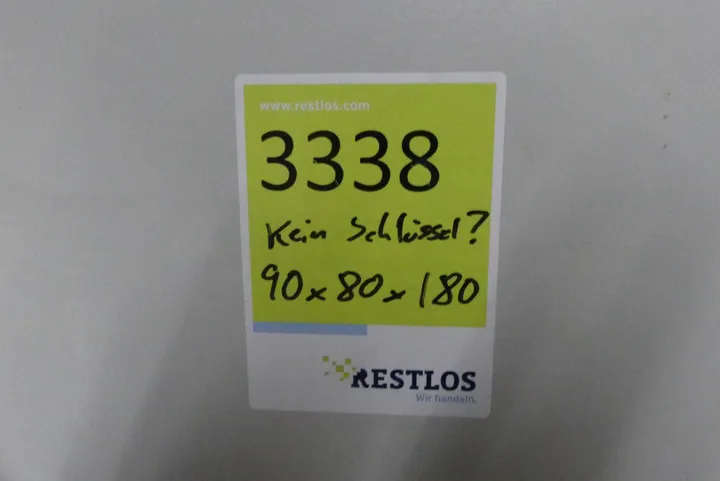 www.restlos.com
3338
Kein Schlüssel?
90x80x180
RESTLOS
Wir handeln.